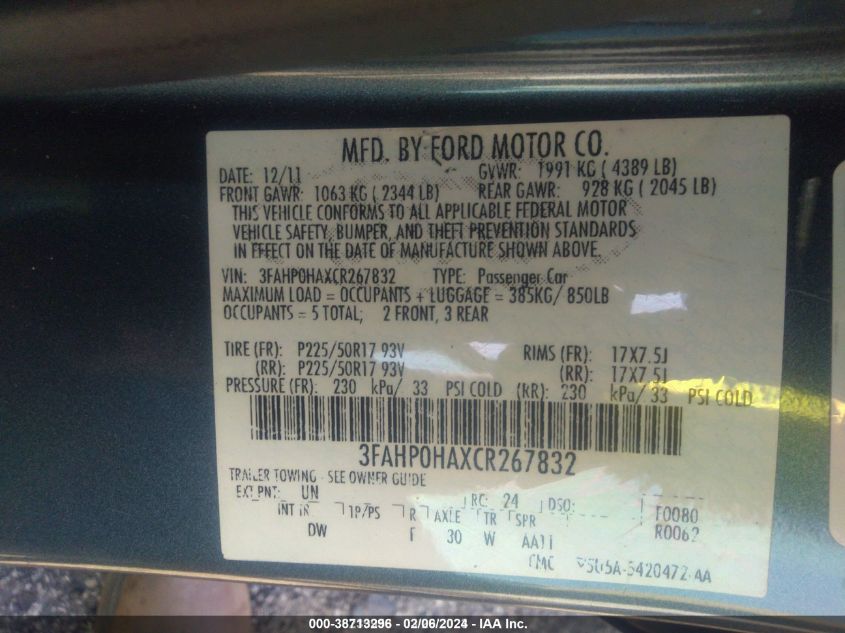 MFD. BY FORD MOTOR CO.
DATE: 12/11 GVWR: 1991 KG ( 4389 LB)
FRONT GAWR: 1063 KG ( 2344 LB) REAR GAWR: 928 KG ( 2045 LB)
THIS VEHICLE CONFORMS TO ALL APPLICABLE FEDERAL MOTOR
VEHICLE SAFETY, BUMPER, AND THEFT PREVENTION STANDARDS
IN EFFECT ON THE DATE OF MANUFACTURE SHOWN ABOVE.
VIN: 3FAHP0HAXCR267832 TYPE: Passenger Car
MAXIMUM LOAD = OCCUPANTS + LUGGAGE = 385KG/ 850LB
OCCUPANTS = 5 TOTAL; 2 FRONT, 3 REAR
TIRE (FR): P225/50R17 93V RIMS (FR): 17X7.5J
(RR): P225/50R17 93V (RR): 17X7.5J
PRESSURE (FR): 230 kPa/ 33 PSI COLD (RR): 230 kPa/ 33 PSI COLD
3FAHP0HAXCR267832
TRAILER TOWING - SEE OWNER GUIDE
EXT PNT: UN RC: 24 DSO: F0080
INT TR TP/PS R AXLE TR SPR R0062
DW F 30 W AA11
000-38713296 - 02/06/2024 - IAA Inc.